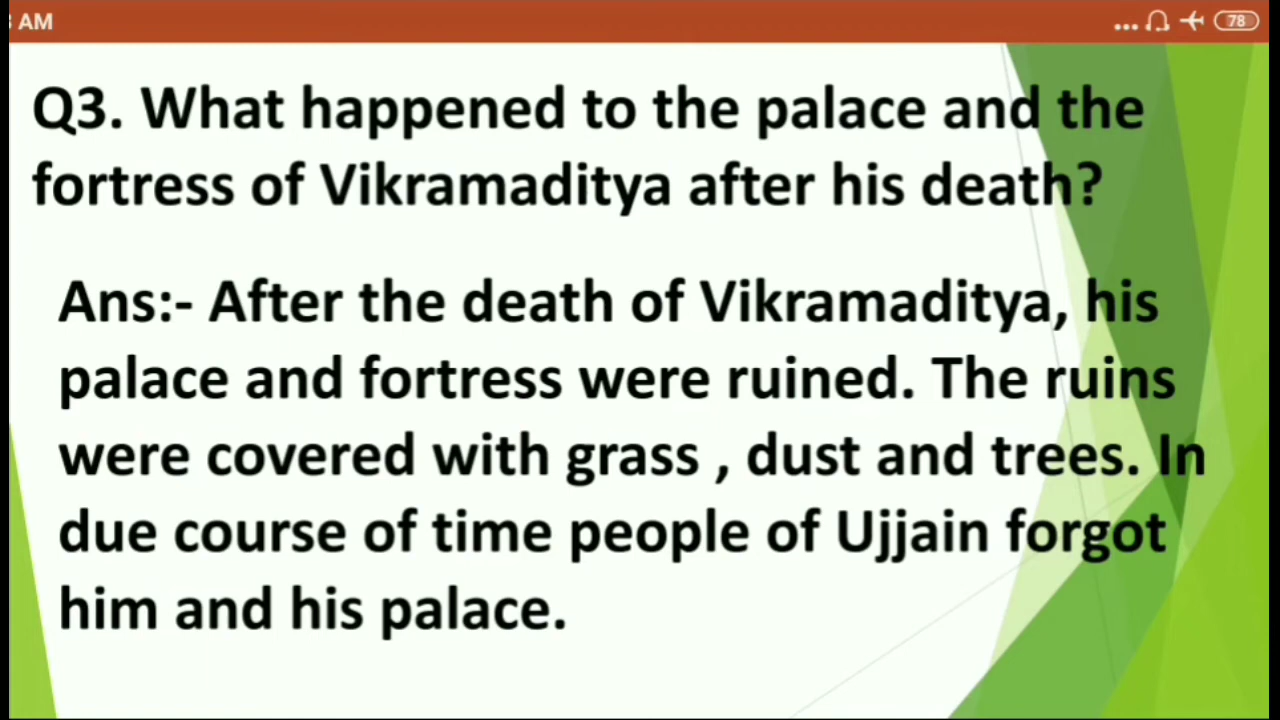 AM
78
Q3. What happened to the palace and the
fortress of Vikramaditya after his death?
Ans:- After the death of Vikramaditya, his
palace and fortress were ruined. The ruins
were covered with grass , dust and trees. In
due course of time people of Ujjain forgot
him and his palace.